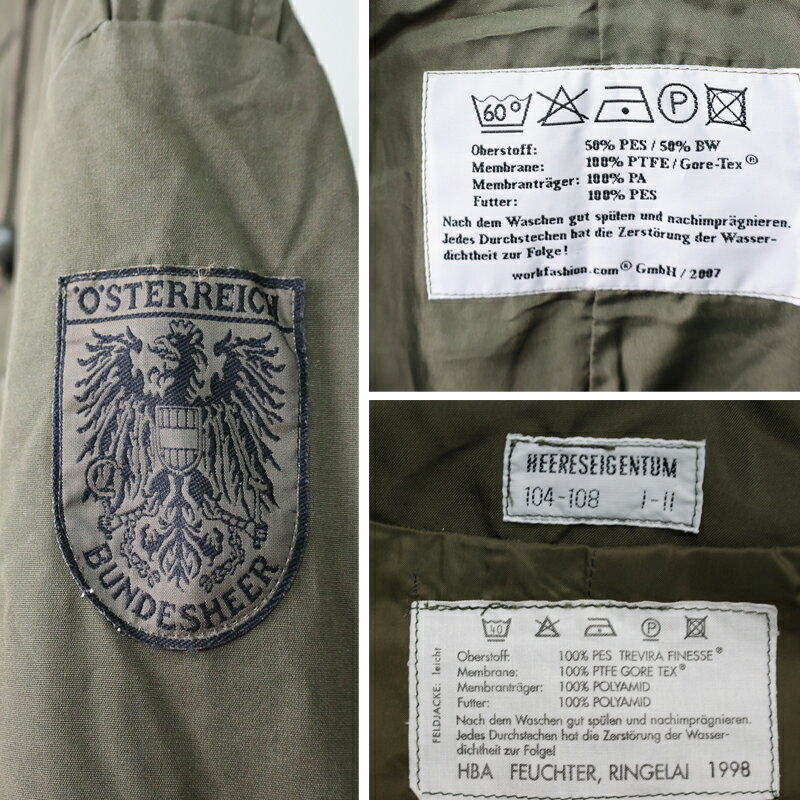 ÖSTERREICH
BUNDESHEER
60°
P
Oberstoff: 50% PES / 50% BW
Membrane: 100% PTFE / Gore-Tex®
Membranträger: 100% PA
Futter: 100% PES
Nach dem Waschen gut spülen und nachimprägnieren.
Jedes Durchstechen hat die Zerstörung der Wasser-
dichtheit zur Folge!
workfashion.com® GmbH / 2007
HEERESEIGENTUM
104-108 I-II
40
P
FELDJACKE: leicht
Oberstoff: 100% PES TREVIRA FINESSE®
Membrane: 100% PTFE GORE TEX®
Membranträger: 100% POLYAMID
Futter: 100% POLYAMID
Nach dem Waschen gut spülen und nachimprägnieren.
Jedes Durchstechen hat die Zerstörung der Wasser-
dichtheit zur Folge!
HBA FEUCHTER, RINGELAI 1998